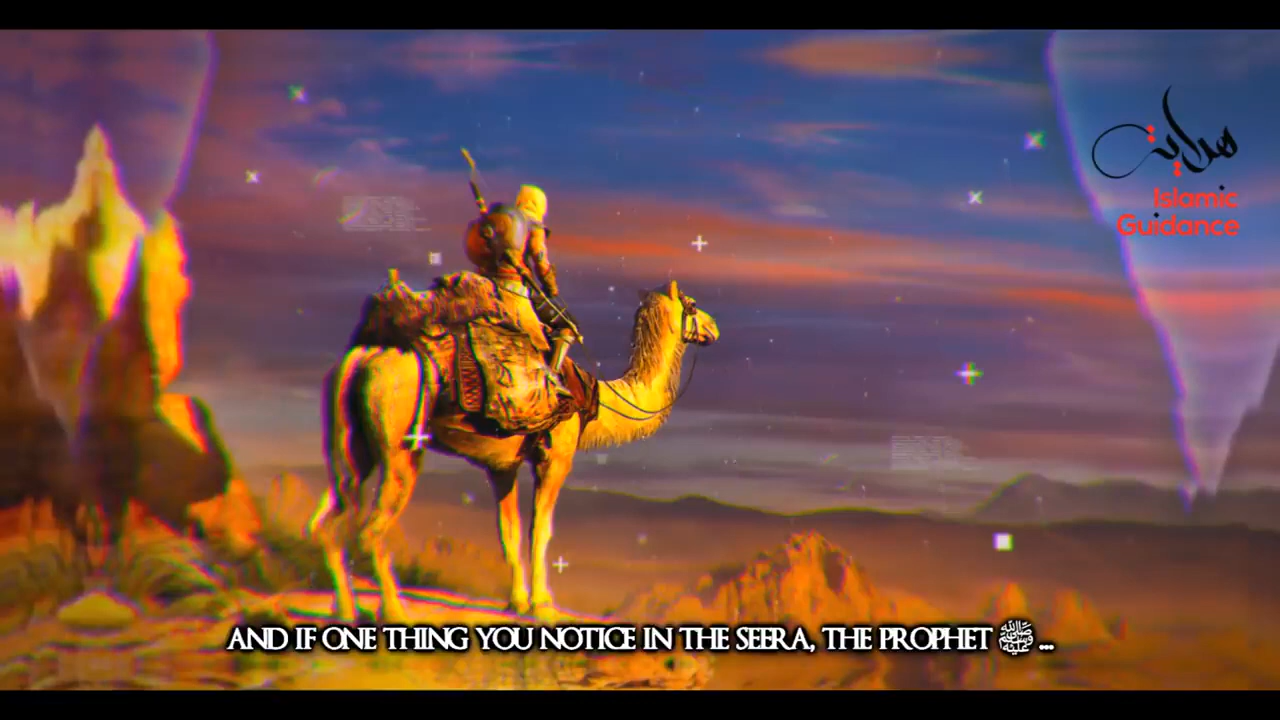 هداية
Islamic
Guidance
AND IF ONE THING YOU NOTICE IN THE SEERA, THE PROPHET ﷺ ...